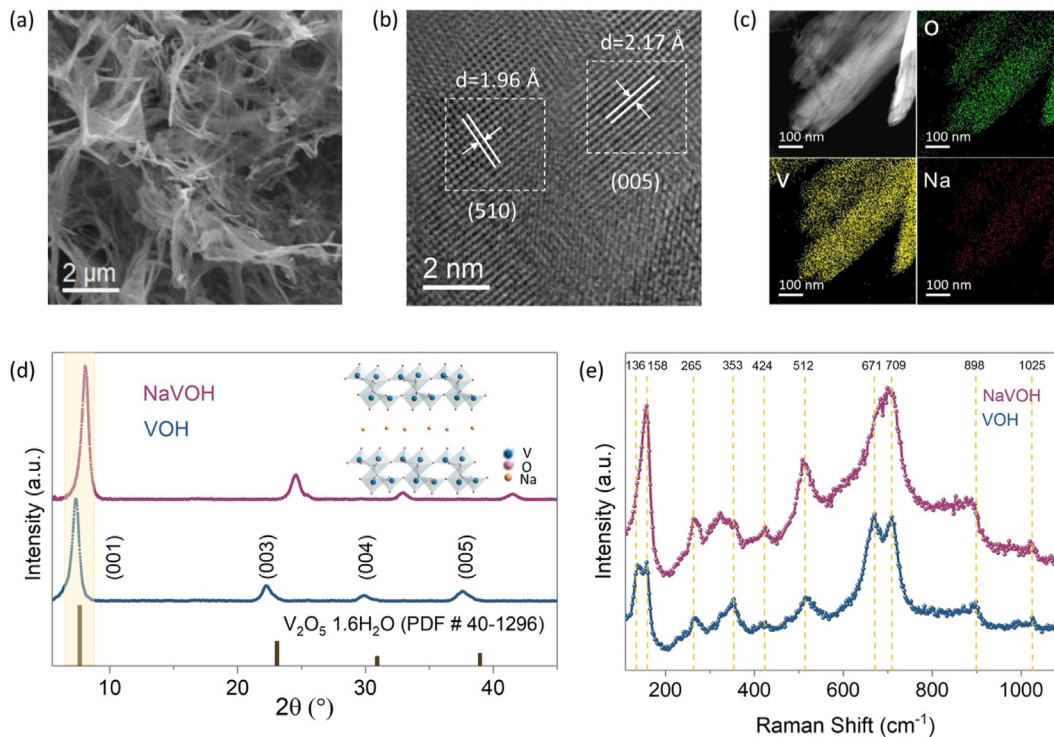 (a)
2 µm
(b)
d=1.96 Å
d=2.17 Å
(510)
(005)
2 nm
(c)
O
100 nm
100 nm
V
Na
100 nm
100 nm
(d)
NaVOH
VOH
V
O
Na
(001)
(003)
(004)
(005)
V₂O₅ 1.6H₂O (PDF # 40-1296)
Intensity (a.u.)
10 20 30 40
2θ (°)
(e)
136 158 265 353 424 512 671 709 898 1025
NaVOH
VOH
Intensity (a.u.)
200 400 600 800 1000
Raman Shift (cm⁻¹)